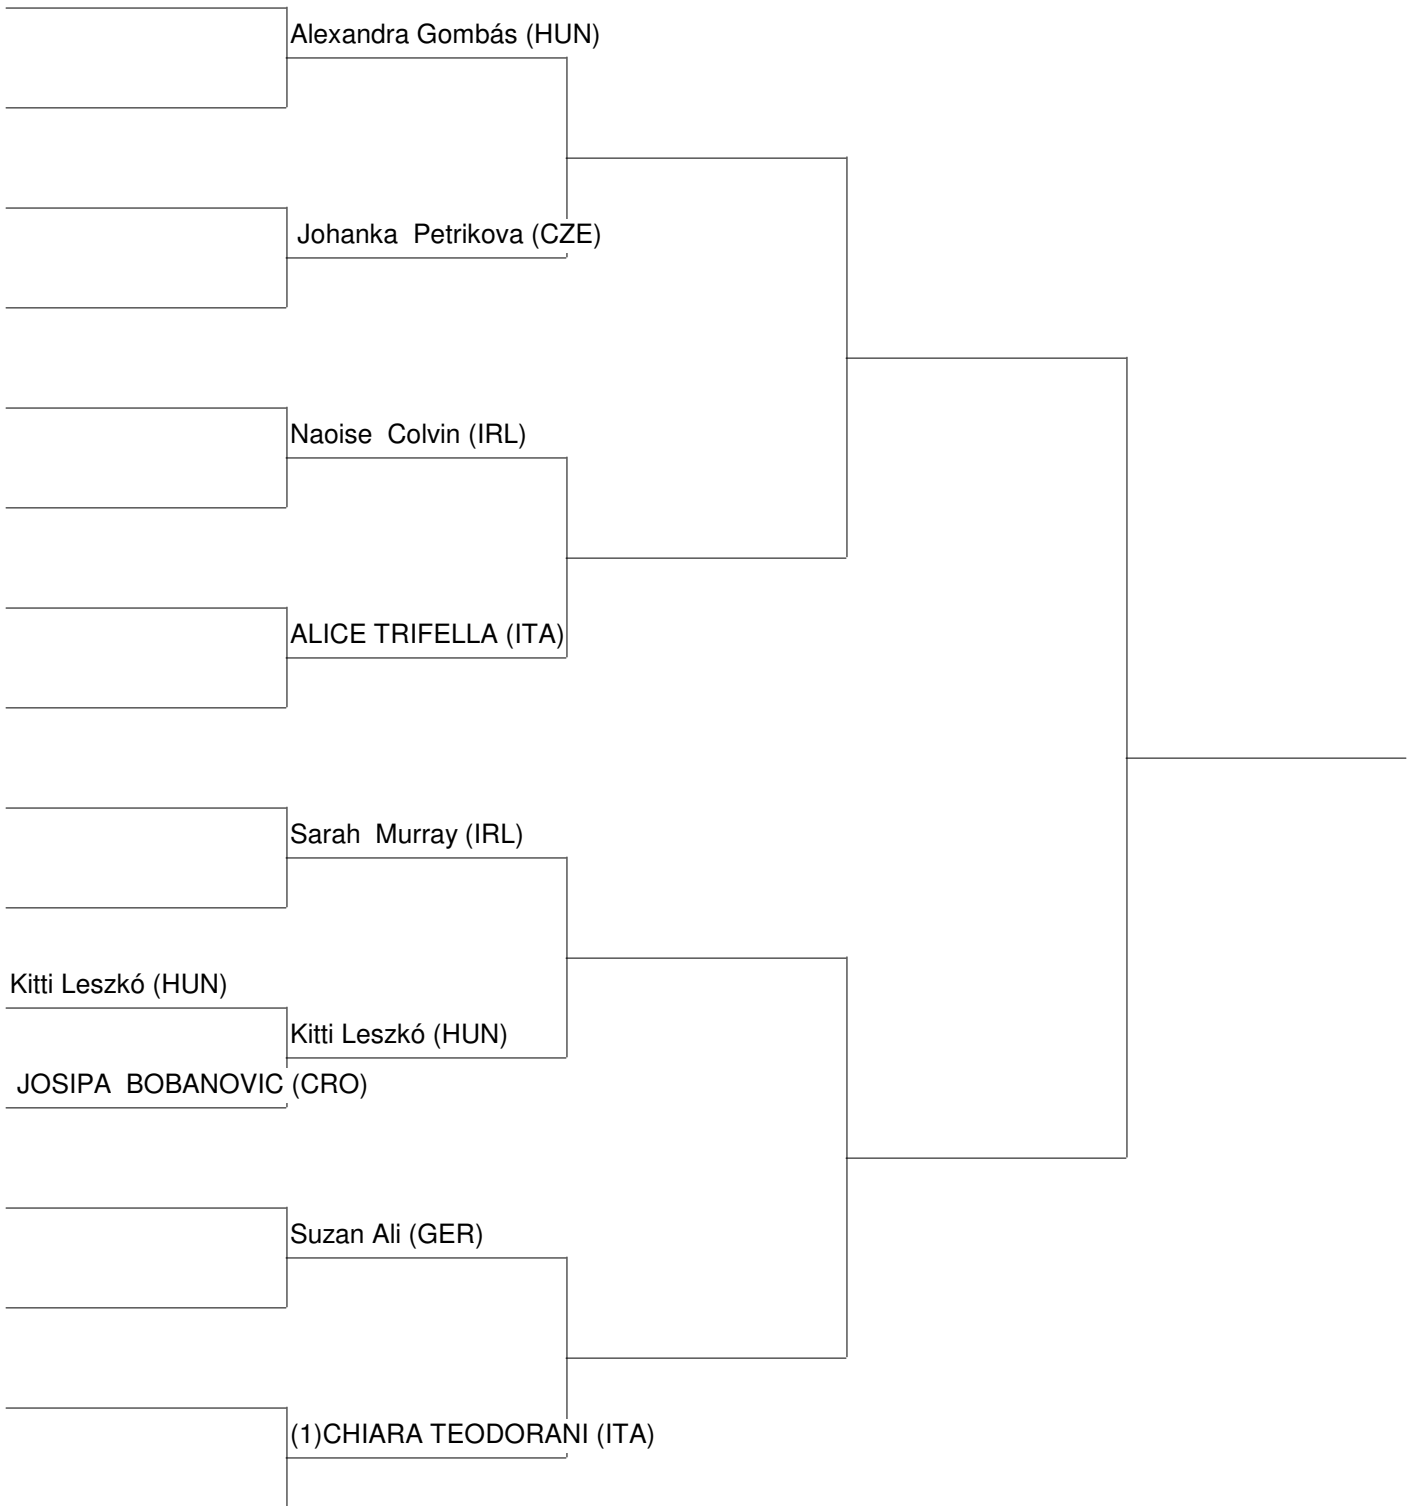 Alexandra Gombás (HUN)
Johanka  Petrikova (CZE)
Naoise  Colvin (IRL)
ALICE TRIFELLA (ITA)
Sarah  Murray (IRL)
Kitti Leszkó (HUN)
Kitti Leszkó (HUN)
JOSIPA  BOBANOVIC (CRO)
Suzan Ali (GER)
(1)CHIARA TEODORANI (ITA)